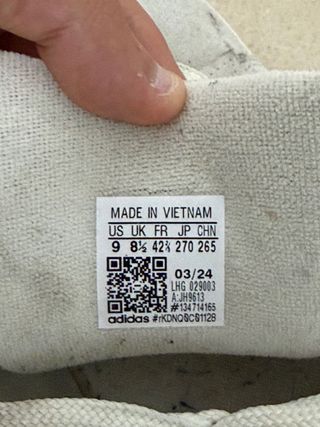 MADE IN VIETNAM
US UK FR JP CHN
9 8½ 42⅔ 270 265
03/24
LHG 029003
A:JH9613
#134714165
adidas #rKDNQ0C01128